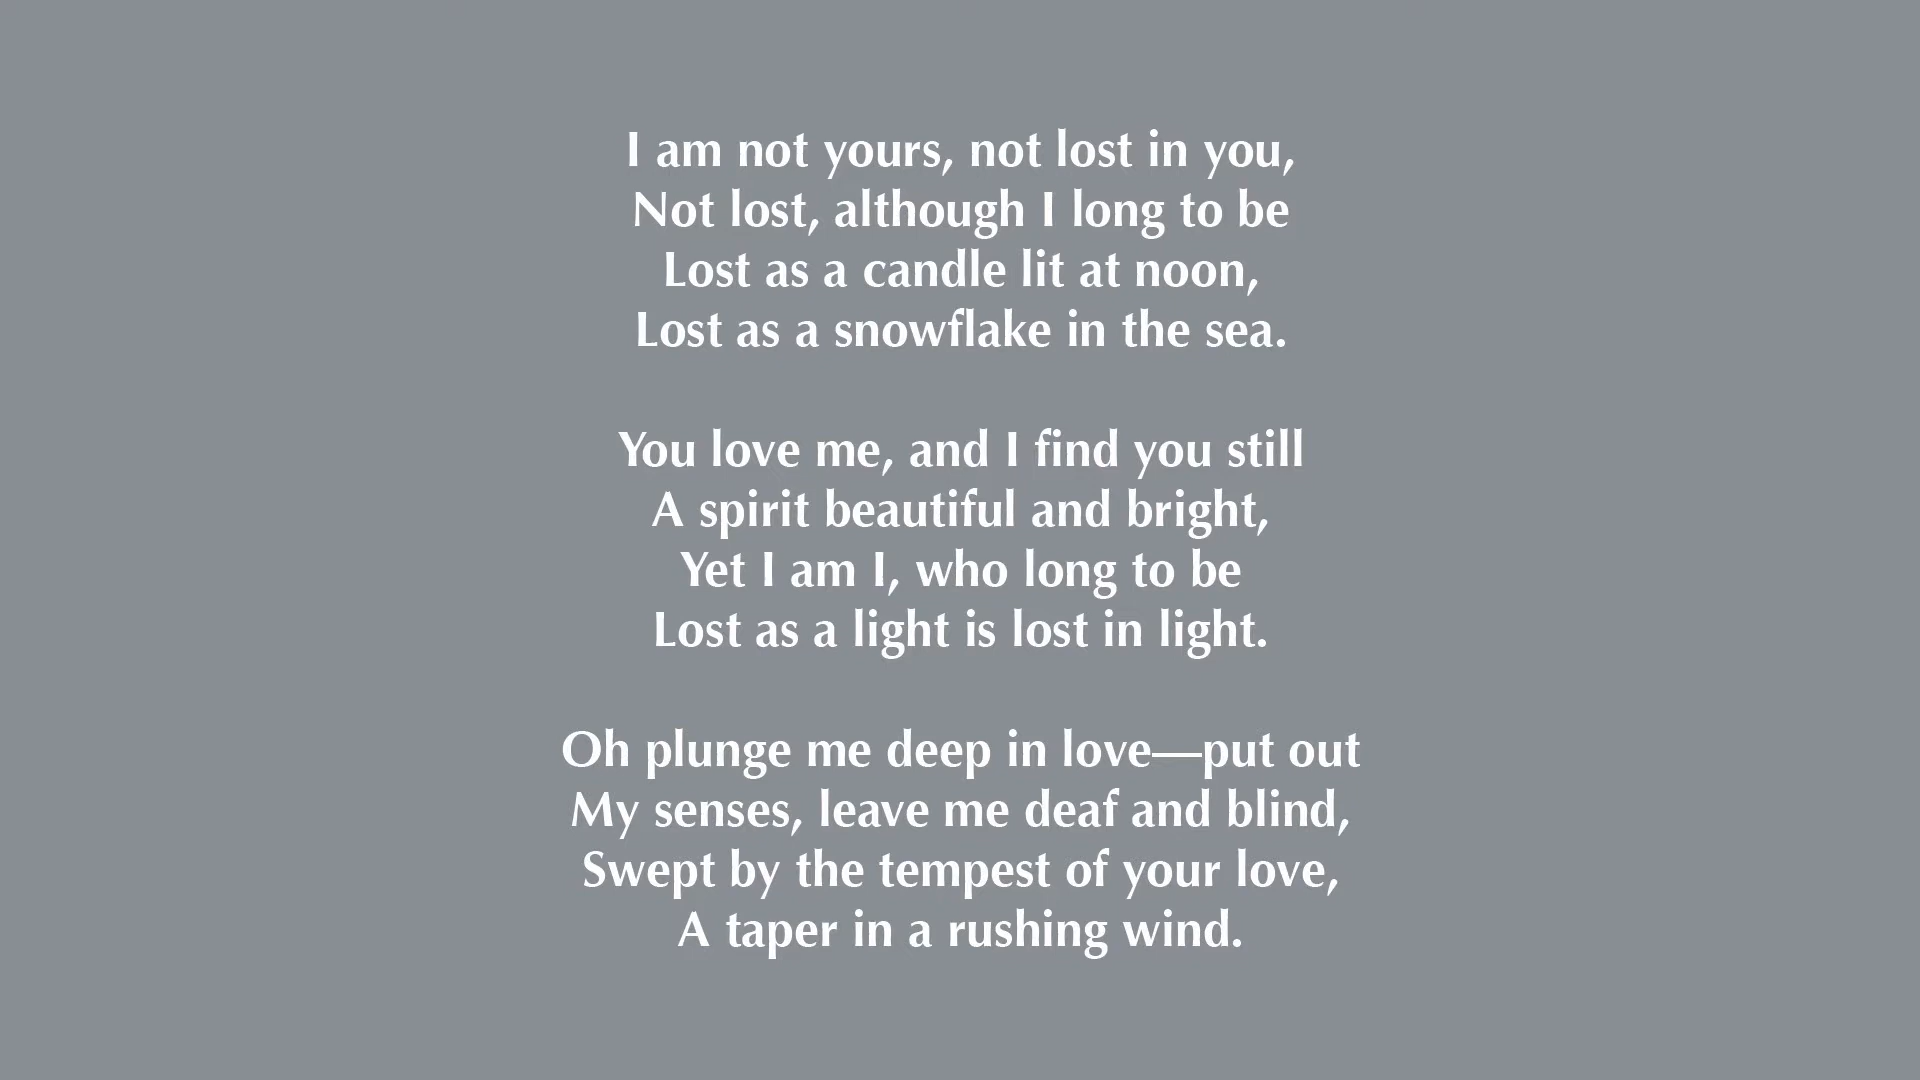 I am not yours, not lost in you,
Not lost, although I long to be
Lost as a candle lit at noon,
Lost as a snowflake in the sea.
You love me, and I find you still
A spirit beautiful and bright,
Yet I am I, who long to be
Lost as a light is lost in light.
Oh plunge me deep in love—put out
My senses, leave me deaf and blind,
Swept by the tempest of your love,
A taper in a rushing wind.